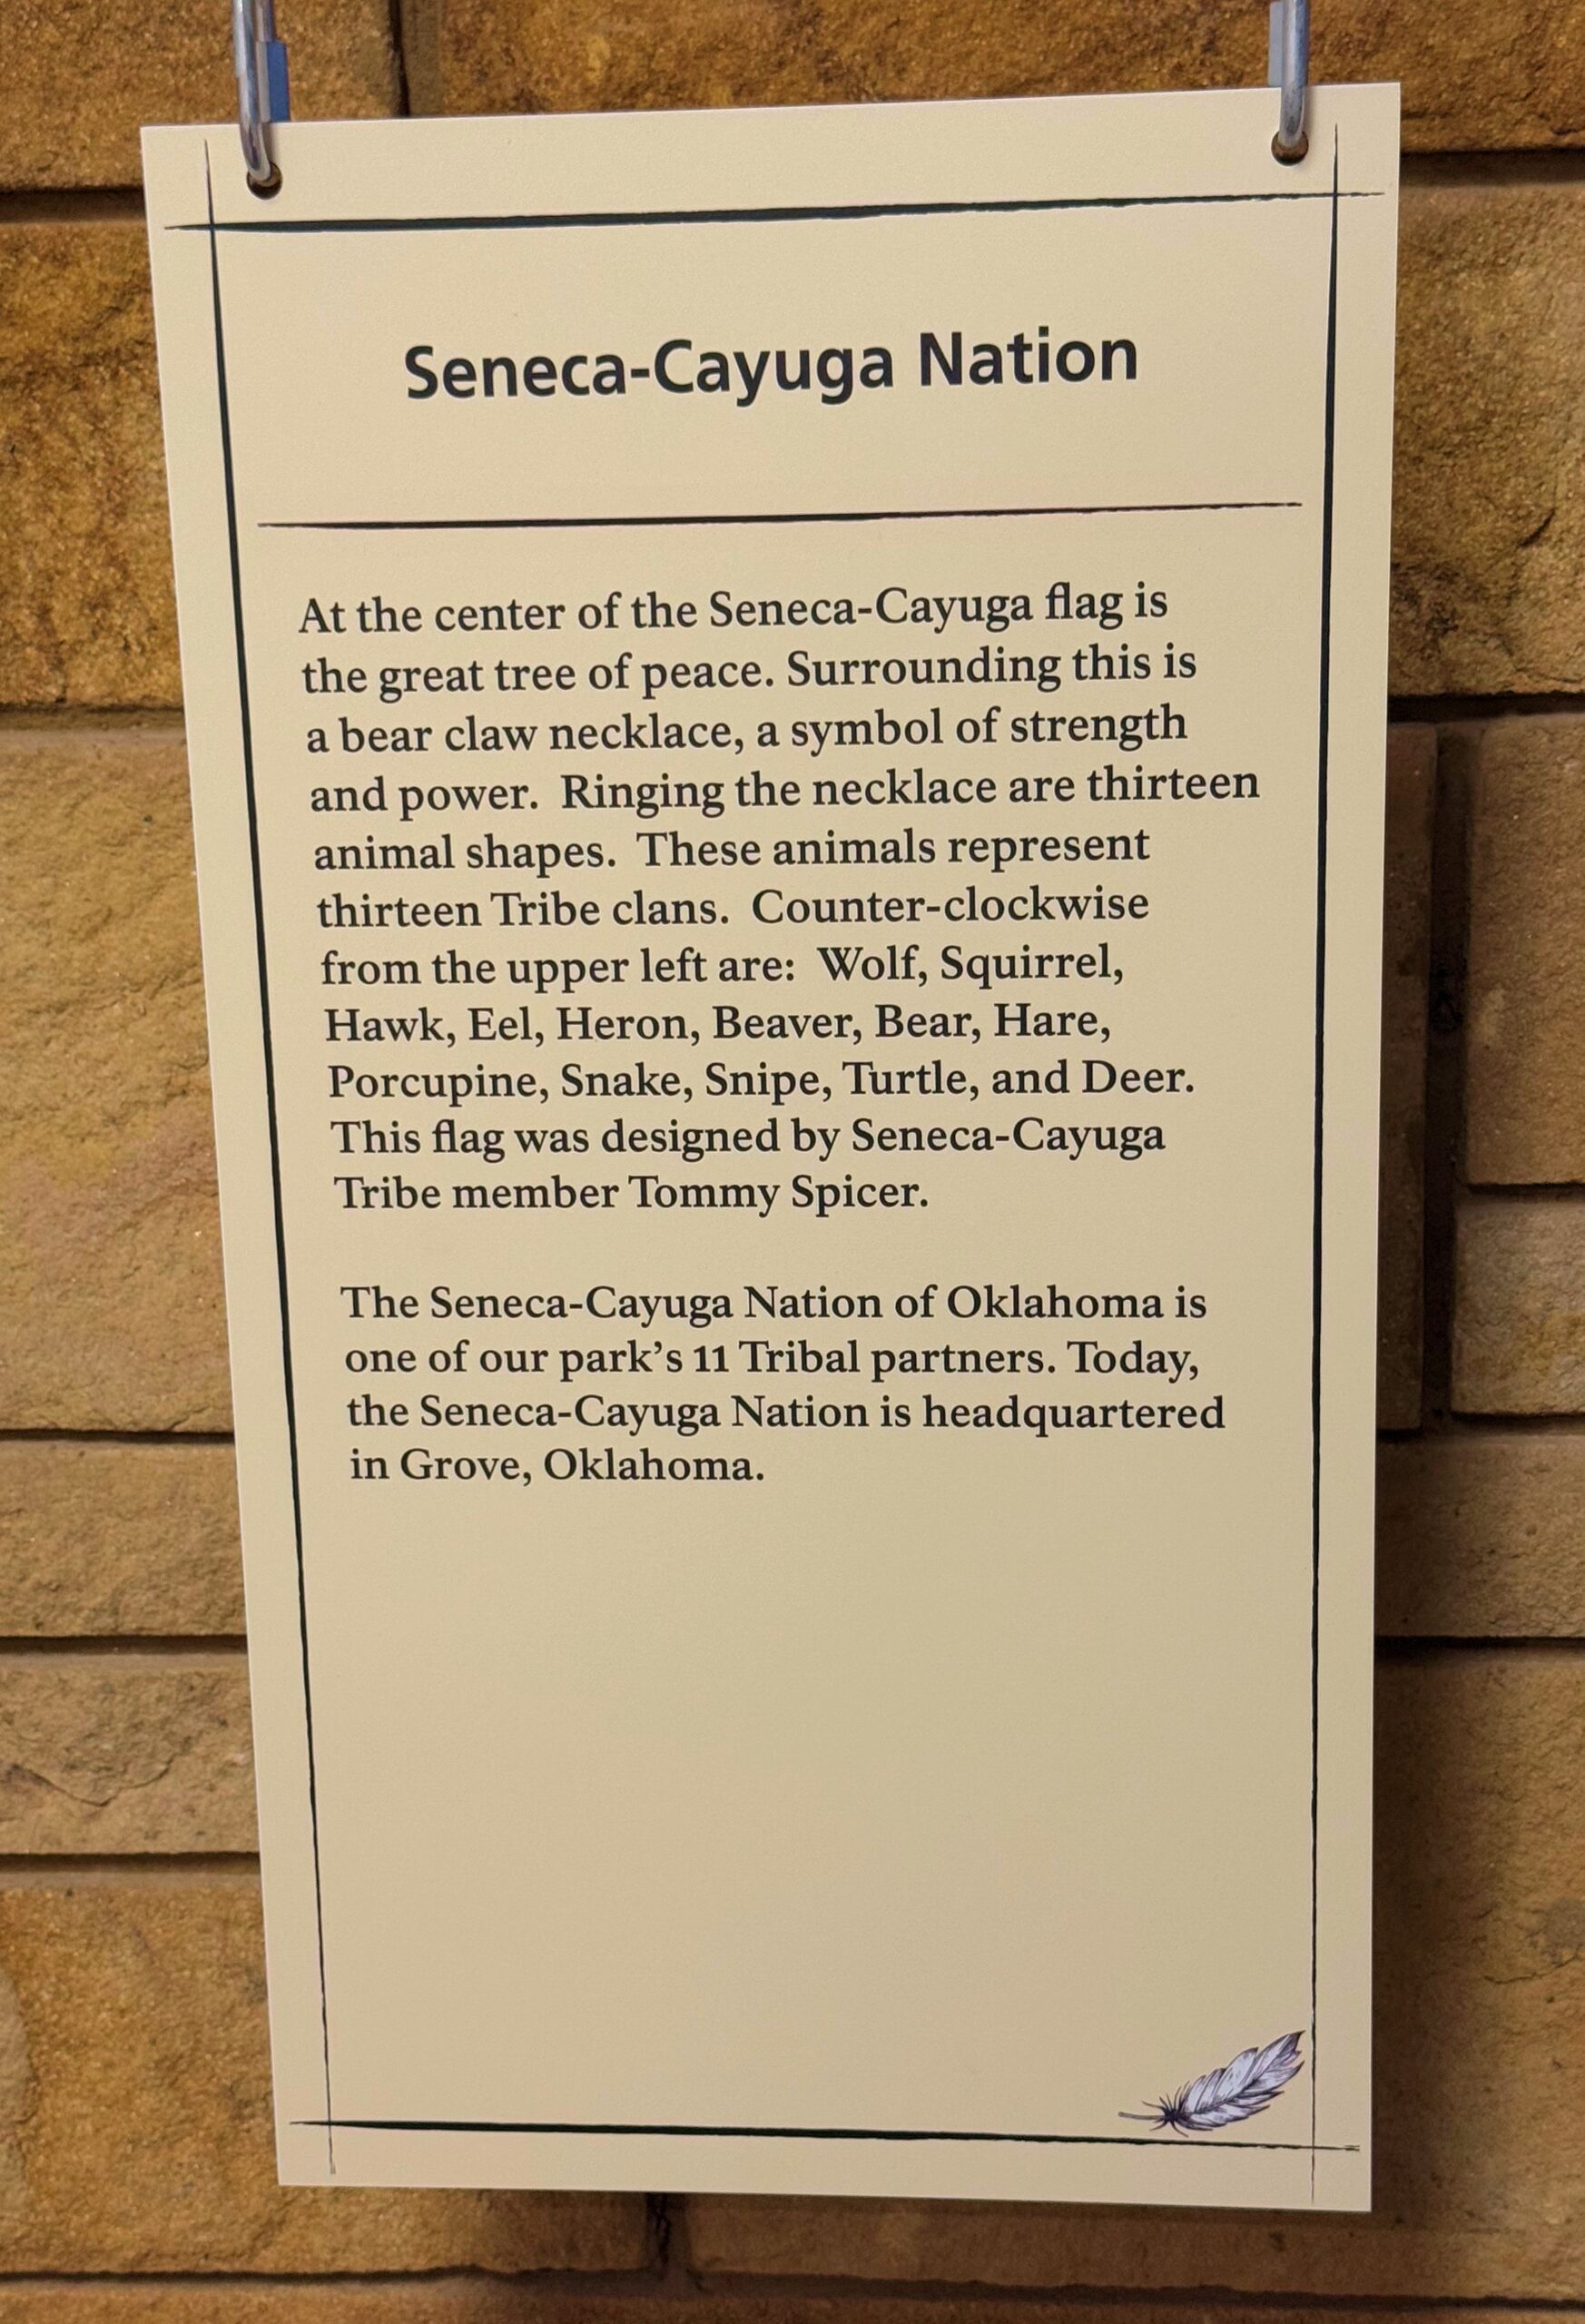 Seneca-Cayuga Nation
At the center of the Seneca-Cayuga flag is
the great tree of peace. Surrounding this is
a bear claw necklace, a symbol of strength
and power.  Ringing the necklace are thirteen
animal shapes.  These animals represent
thirteen Tribe clans.  Counter-clockwise
from the upper left are:  Wolf, Squirrel,
Hawk, Eel, Heron, Beaver, Bear, Hare,
Porcupine, Snake, Snipe, Turtle, and Deer.
This flag was designed by Seneca-Cayuga
Tribe member Tommy Spicer.
The Seneca-Cayuga Nation of Oklahoma is
one of our park’s 11 Tribal partners. Today,
the Seneca-Cayuga Nation is headquartered
in Grove, Oklahoma.